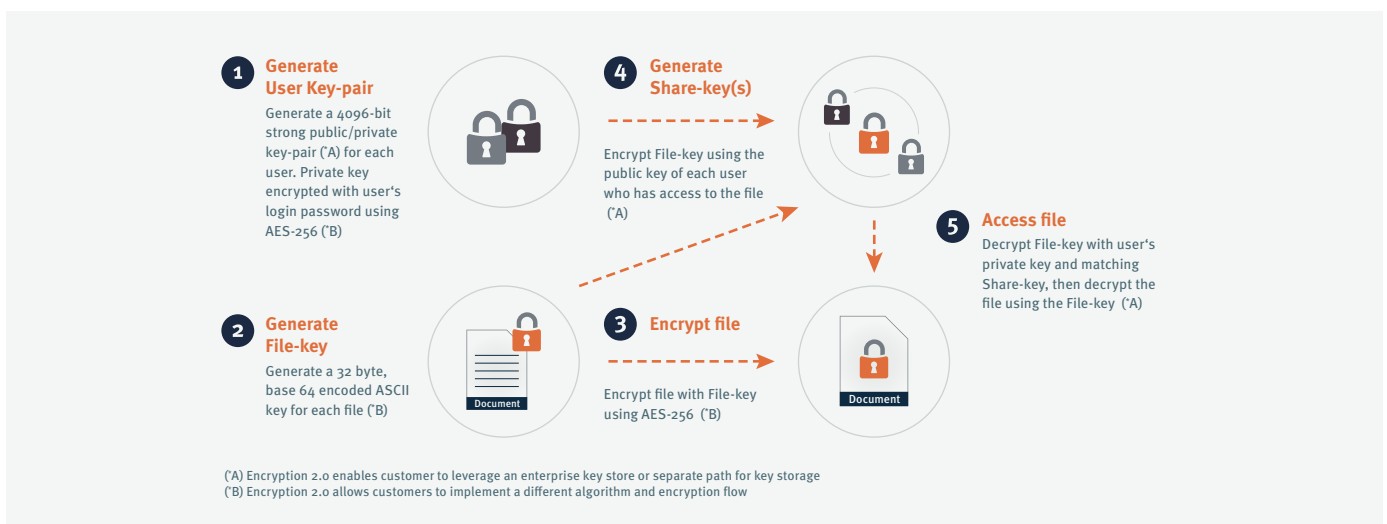 1
Generate
User Key-pair
Generate a 4096-bit
strong public/private
key-pair (*A) for each
user. Private key
encrypted with user‘s
login password using
AES-256 (*B)
2
Generate
File-key
Generate a 32 byte,
base 64 encoded ASCII
key for each file (*B)
Document
3
Encrypt file
Encrypt file with File-key
using AES-256 (*B)
4
Generate
Share-key(s)
Encrypt File-key using the
public key of each user
who has access to the file
(*A)
5
Access file
Decrypt File-key with user‘s
private key and matching
Share-key, then decrypt the
file using the File-key (*A)
Document
(*A) Encryption 2.0 enables customer to leverage an enterprise key store or separate path for key storage
(*B) Encryption 2.0 allows customers to implement a different algorithm and encryption flow